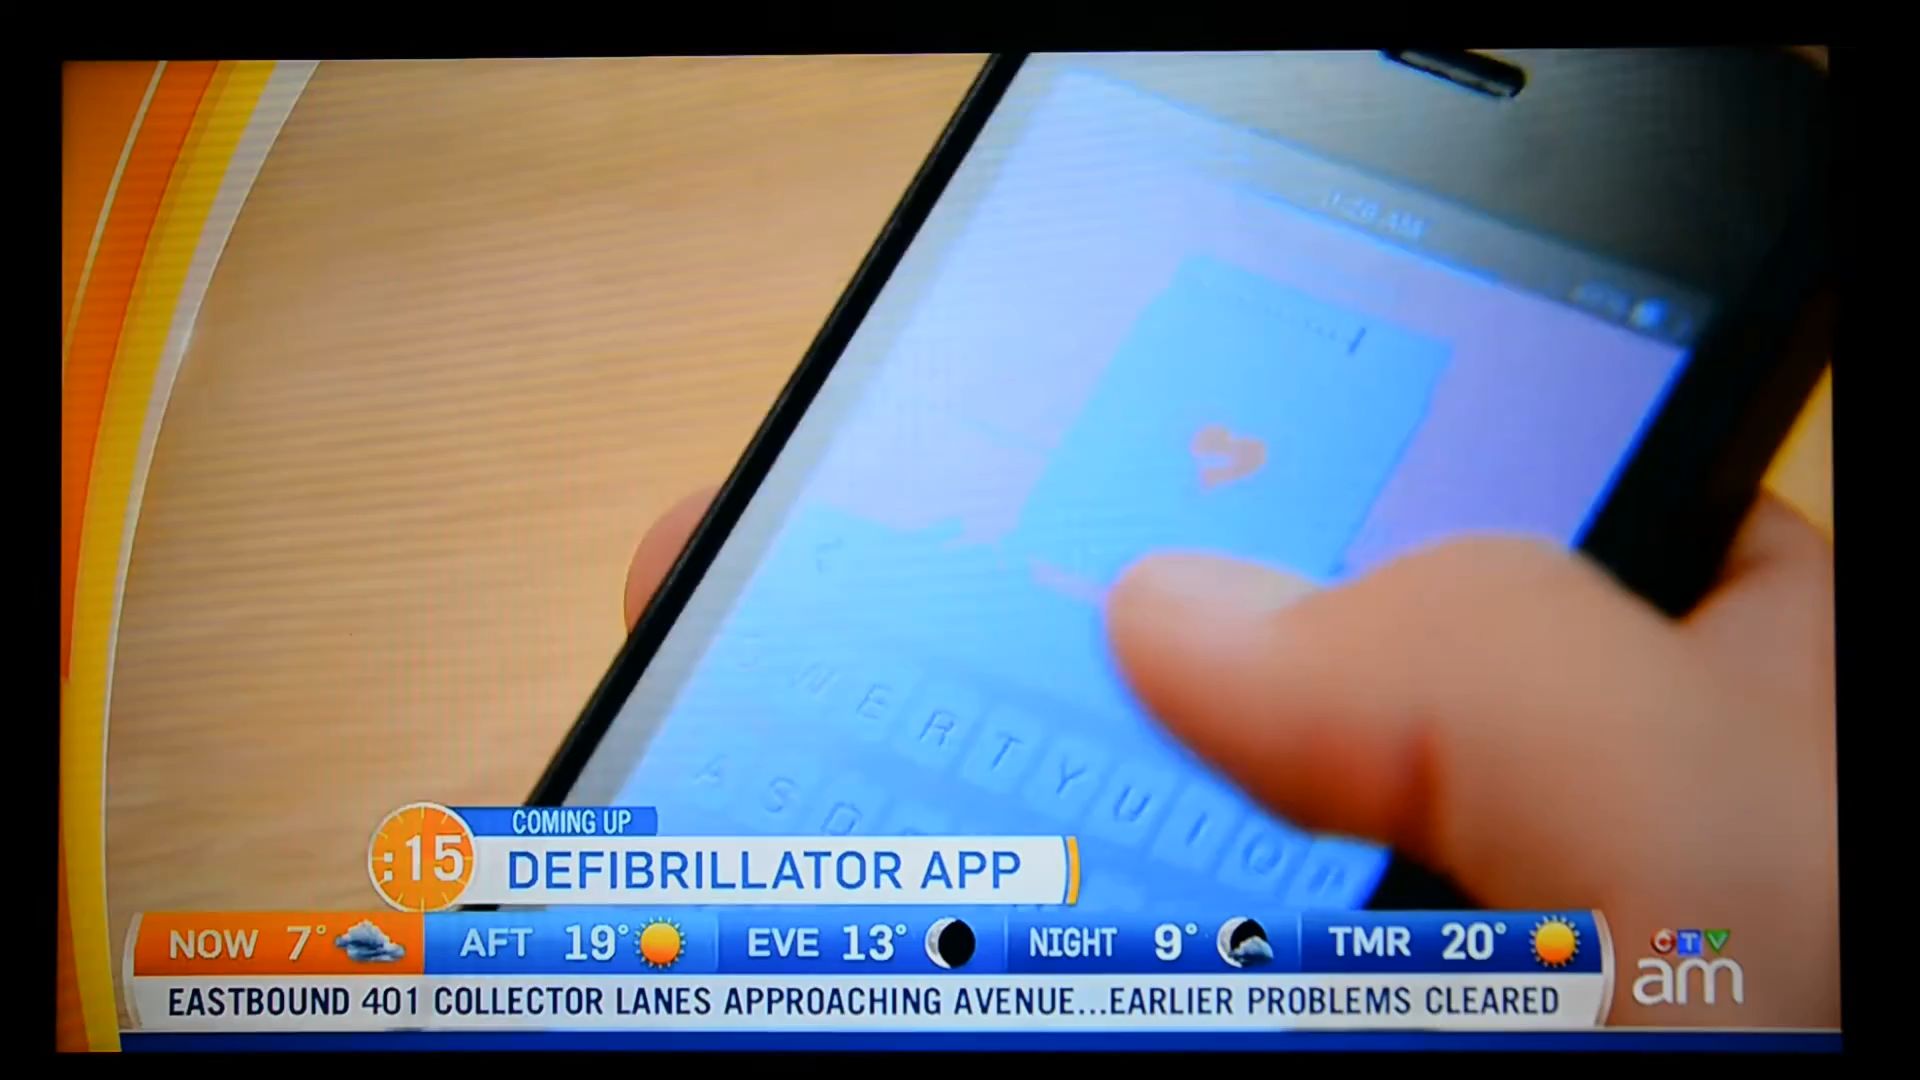 W E R T Y U I O P
A S D
COMING UP
:15
DEFIBRILLATOR APP
NOW 7° AFT 19° EVE 13° NIGHT 9° TMR 20°
EASTBOUND 401 COLLECTOR LANES APPROACHING AVENUE...EARLIER PROBLEMS CLEARED
CTV
am